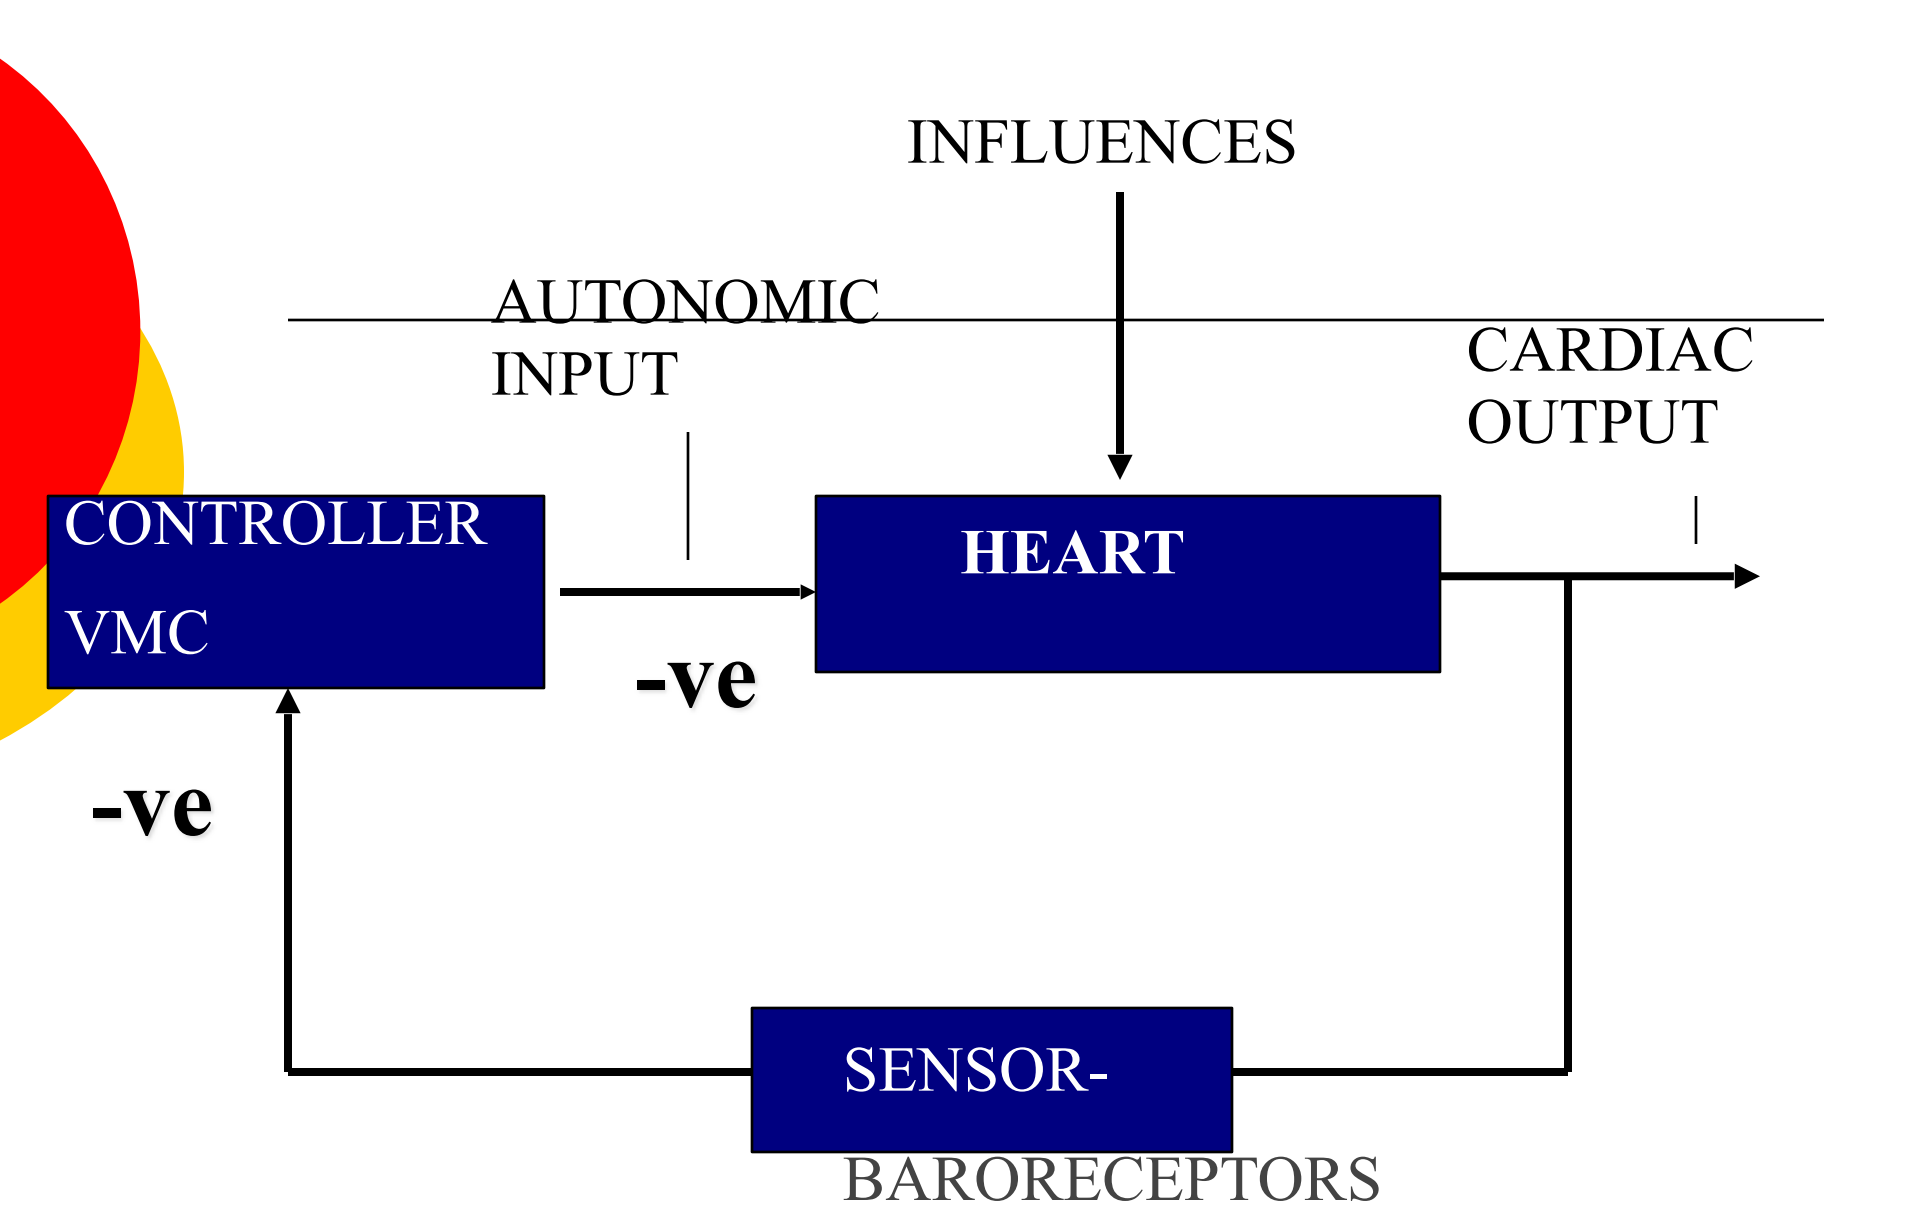 INFLUENCES
AUTONOMIC
INPUT
CARDIAC
OUTPUT
CONTROLLER
VMC
HEART
-ve
-ve
SENSOR-
BARORECEPTORS